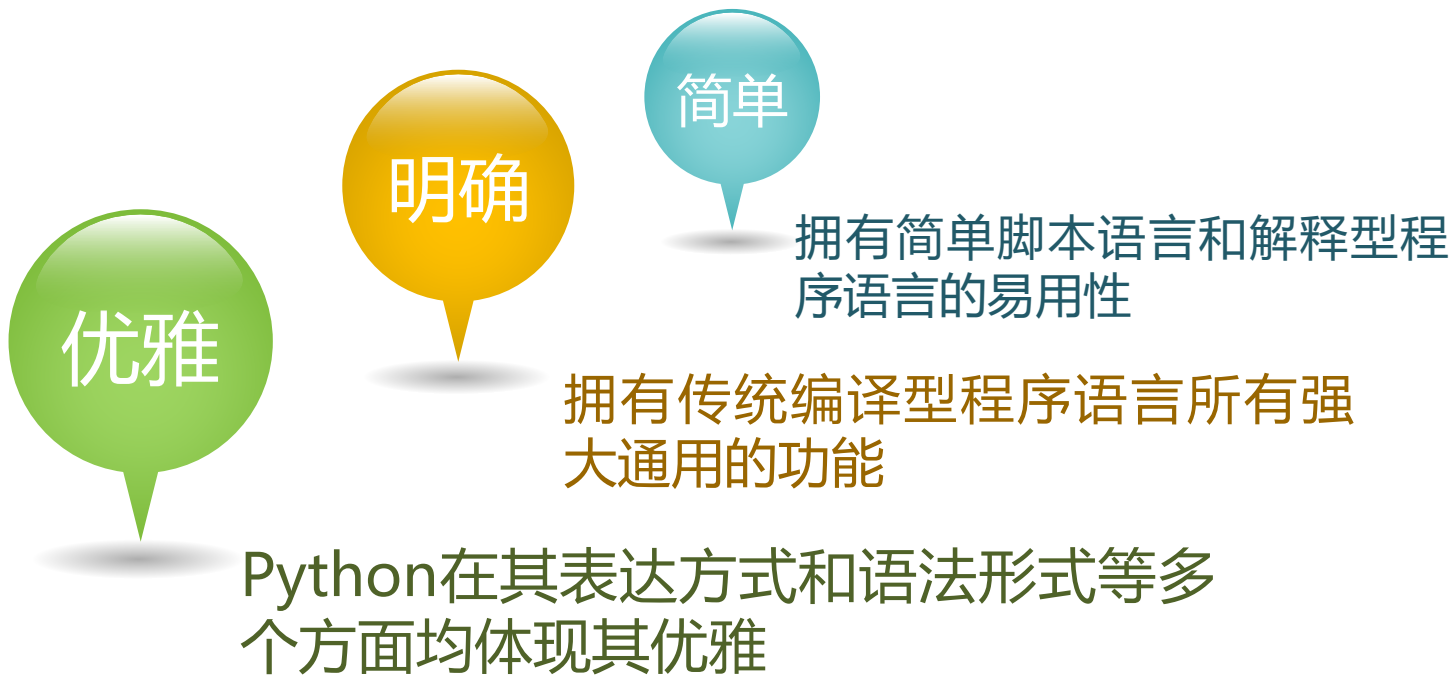 简单
拥有简单脚本语言和解释型程
序语言的易用性
明确
拥有传统编译型程序语言所有强
大通用的功能
优雅
Python在其表达方式和语法形式等多
个方面均体现其优雅